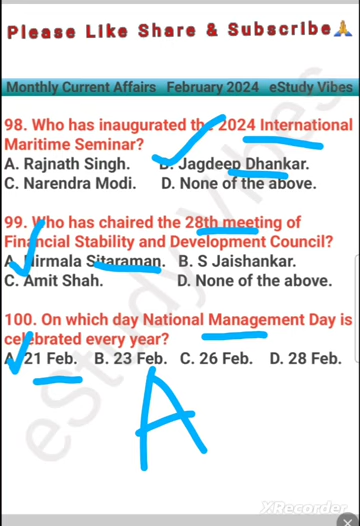 Please Like Share & Subscribe🙏
Monthly Current Affairs February 2024 eStudy Vibes
98. Who has inaugurated the 2024 International
Maritime Seminar?
A. Rajnath Singh. B. Jagdeep Dhankar.
C. Narendra Modi. D. None of the above.
99. Who has chaired the 28th meeting of
Financial Stability and Development Council?
A. Nirmala Sitaraman. B. S Jaishankar.
C. Amit Shah. D. None of the above.
100. On which day National Management Day is
celebrated every year?
A. 21 Feb. B. 23 Feb. C. 26 Feb. D. 28 Feb.
A
eStudy Vibes
XRecorder